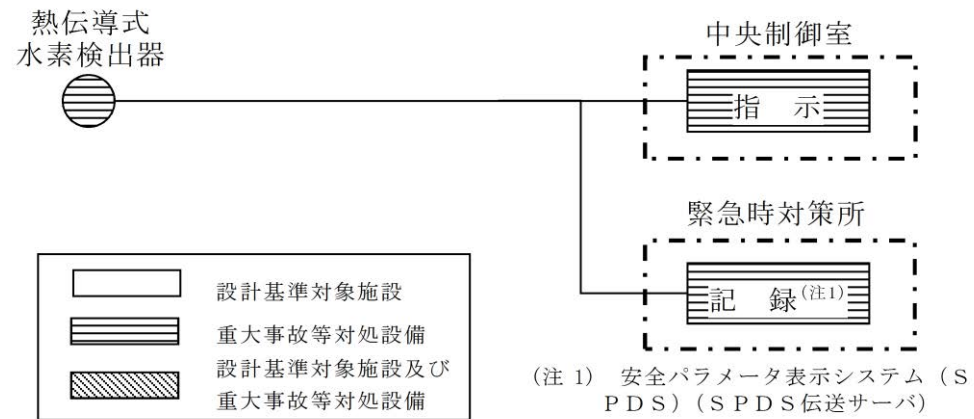 熱伝導式
水素検出器
中央制御室
指　示
緊急時対策所
記　録(注1)
設計基準対象施設
重大事故等対処設備
設計基準対象施設及び
重大事故等対処設備
(注 1)　安全パラメータ表示システム（Ｓ
ＰＤＳ）(ＳＰＤＳ伝送サーバ）